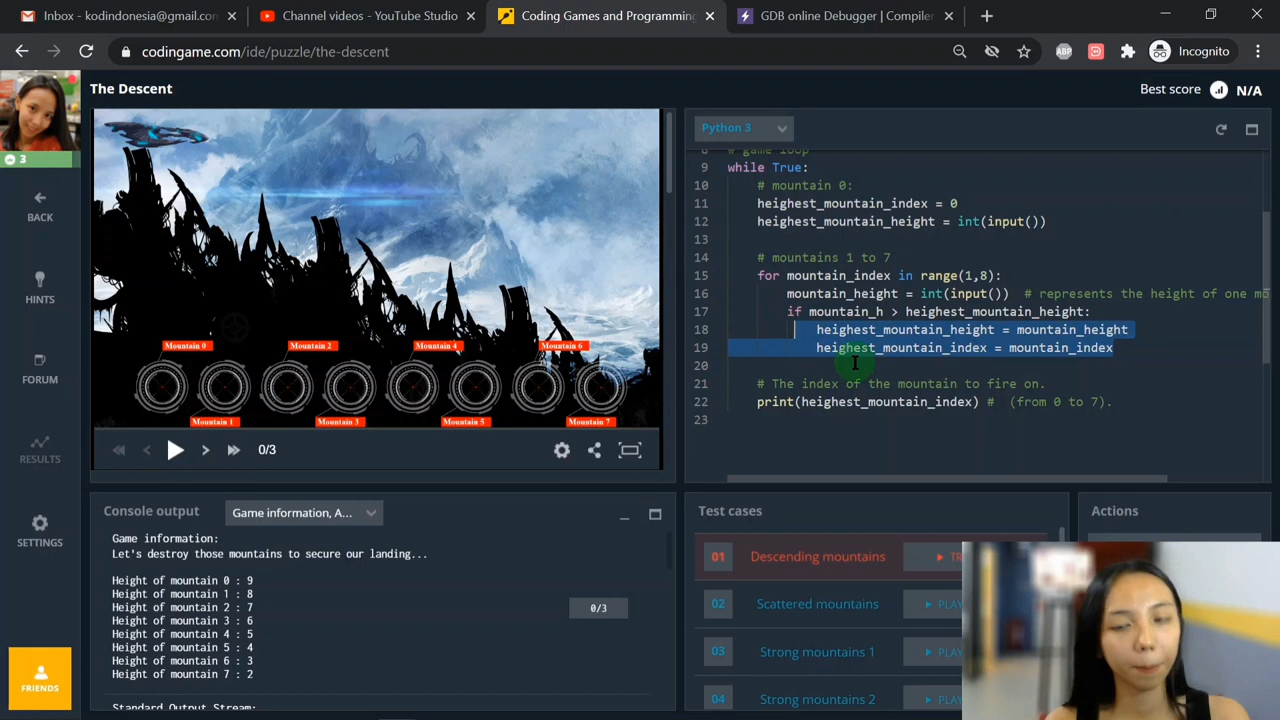 Inbox - kodindonesia@gmail.con
Channel videos - YouTube Studio
Coding Games and Programming
GDB online Debugger | Compiler
codingame.com/ide/puzzle/the-descent
ABP
Incognito
The Descent
Best score
N/A
3
BACK
HINTS
FORUM
RESULTS
SETTINGS
FRIENDS
Mountain 0
Mountain 2
Mountain 4
Mountain 6
Mountain 1
Mountain 3
Mountain 5
Mountain 7
0/3
Python 3
8 # game loop
9 while True:
10 # mountain 0:
11 heighest_mountain_index = 0
12 heighest_mountain_height = int(input())
13
14 # mountains 1 to 7
15 for mountain_index in range(1,8):
16 mountain_height = int(input()) # represents the height of one mo
17 if mountain_h > heighest_mountain_height:
18 heighest_mountain_height = mountain_height
19 heighest_mountain_index = mountain_index
20
21 # The index of the mountain to fire on.
22 print(heighest_mountain_index) # (from 0 to 7).
23
Console output
Game information, A...
Game information:
Let's destroy those mountains to secure our landing...
Height of mountain 0 : 9
Height of mountain 1 : 8
Height of mountain 2 : 7
Height of mountain 3 : 6
Height of mountain 4 : 5
Height of mountain 5 : 4
Height of mountain 6 : 3
Height of mountain 7 : 2
Standard Output Stream:
0/3
Test cases
01 Descending mountains
02 Scattered mountains PLAY
03 Strong mountains 1
04 Strong mountains 2
Actions